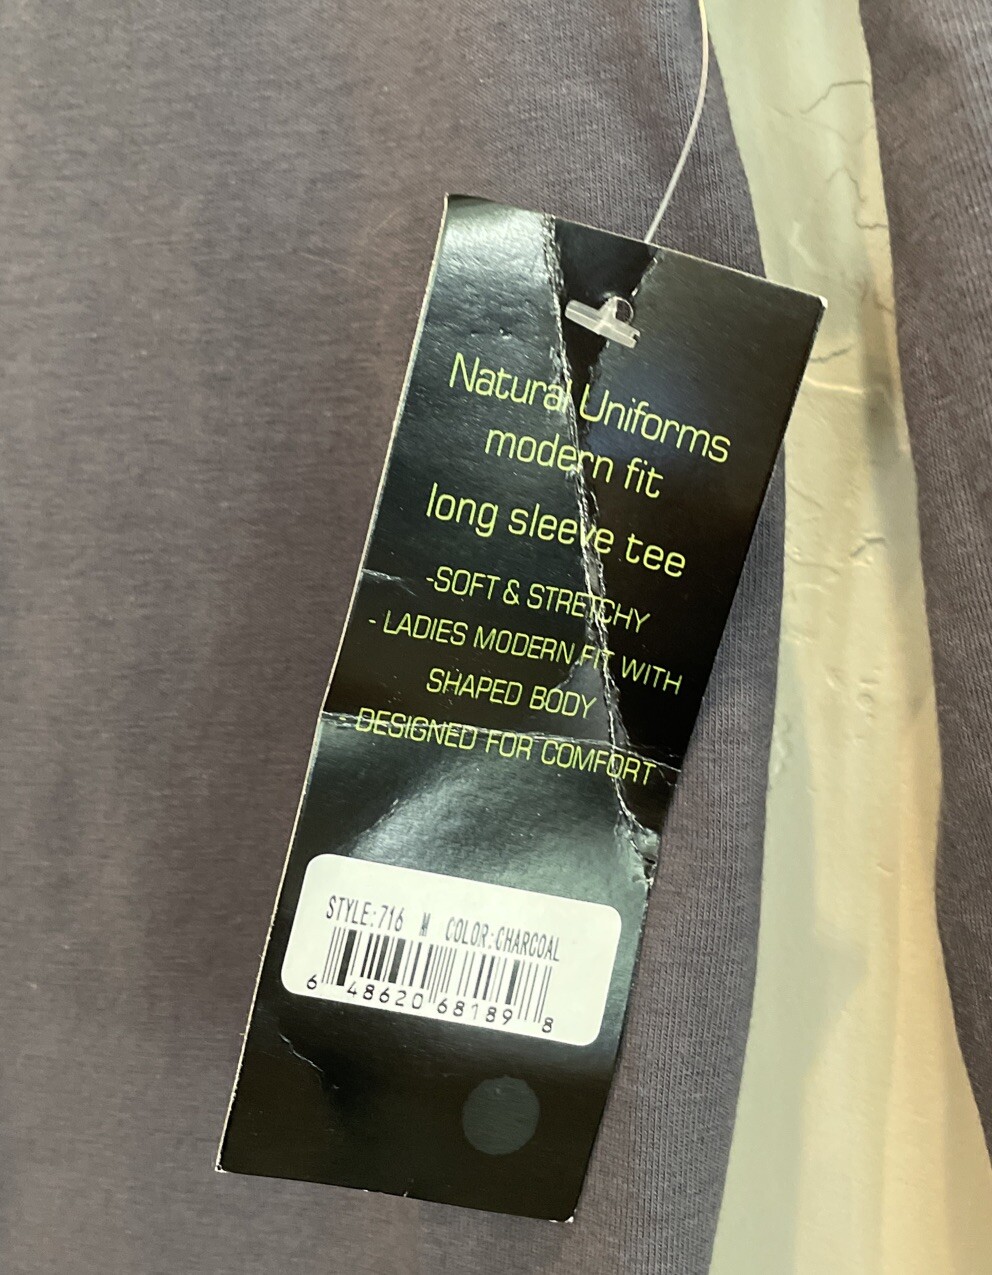 Natural Uniforms
modern fit
long sleeve tee
-SOFT & STRETCHY
- LADIES MODERN FIT WITH
SHAPED BODY
DESIGNED FOR COMFORT
STYLE:716 M COLOR:CHARCOAL
6 48620 68189 8